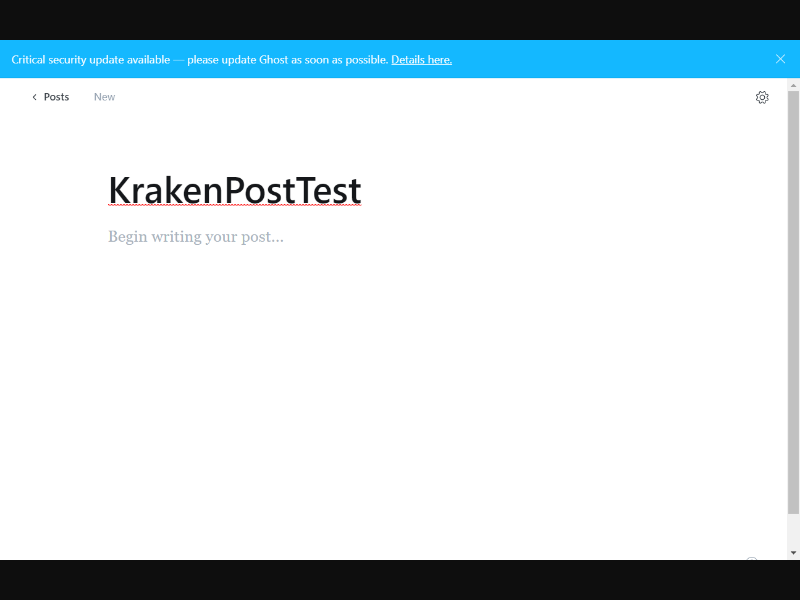 Critical security update available — please update Ghost as soon as possible. Details here.
Posts New
KrakenPostTest
Begin writing your post...